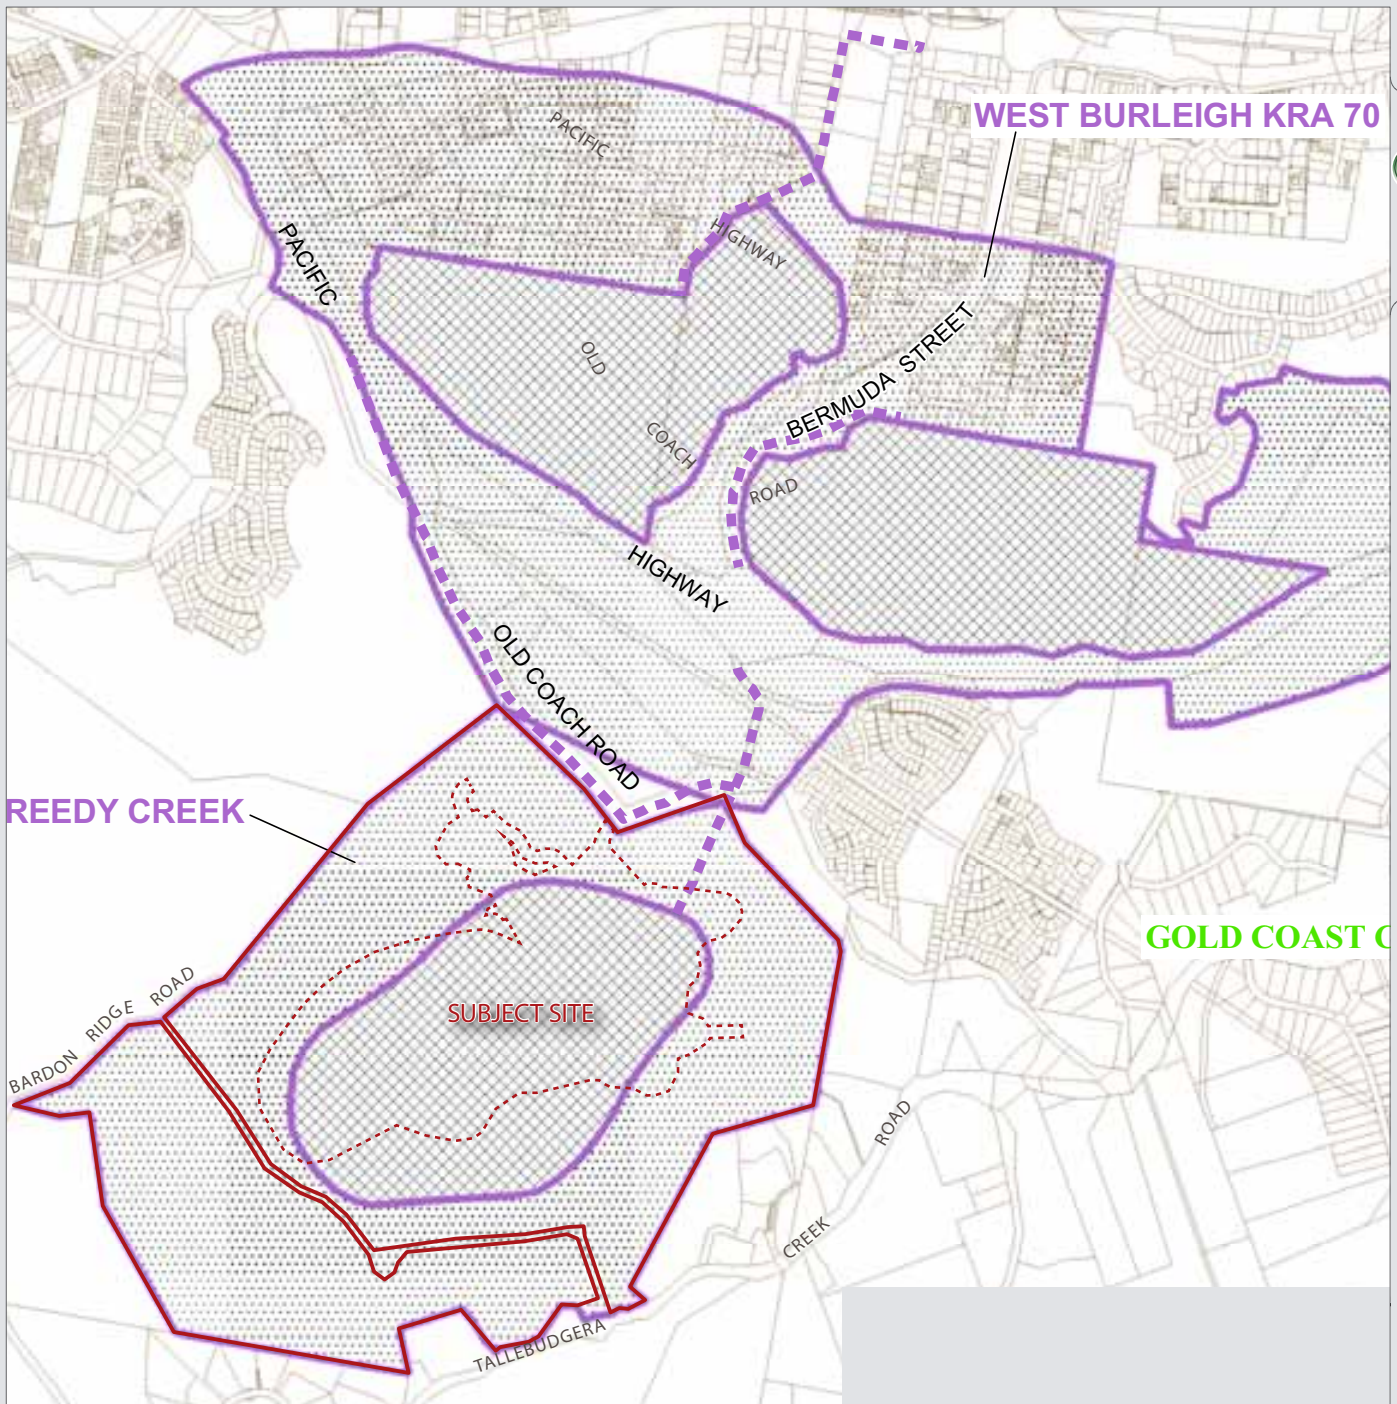 WEST BURLEIGH KRA 70
PACIFIC
HIGHWAY
PACIFIC
OLD
BERMUDA STREET
COACH
ROAD
HIGHWAY
OLD COACH ROAD
REEDY CREEK
GOLD COAST C
SUBJECT SITE
BARDON RIDGE ROAD
ROAD
CREEK
TALLEBUDGERA